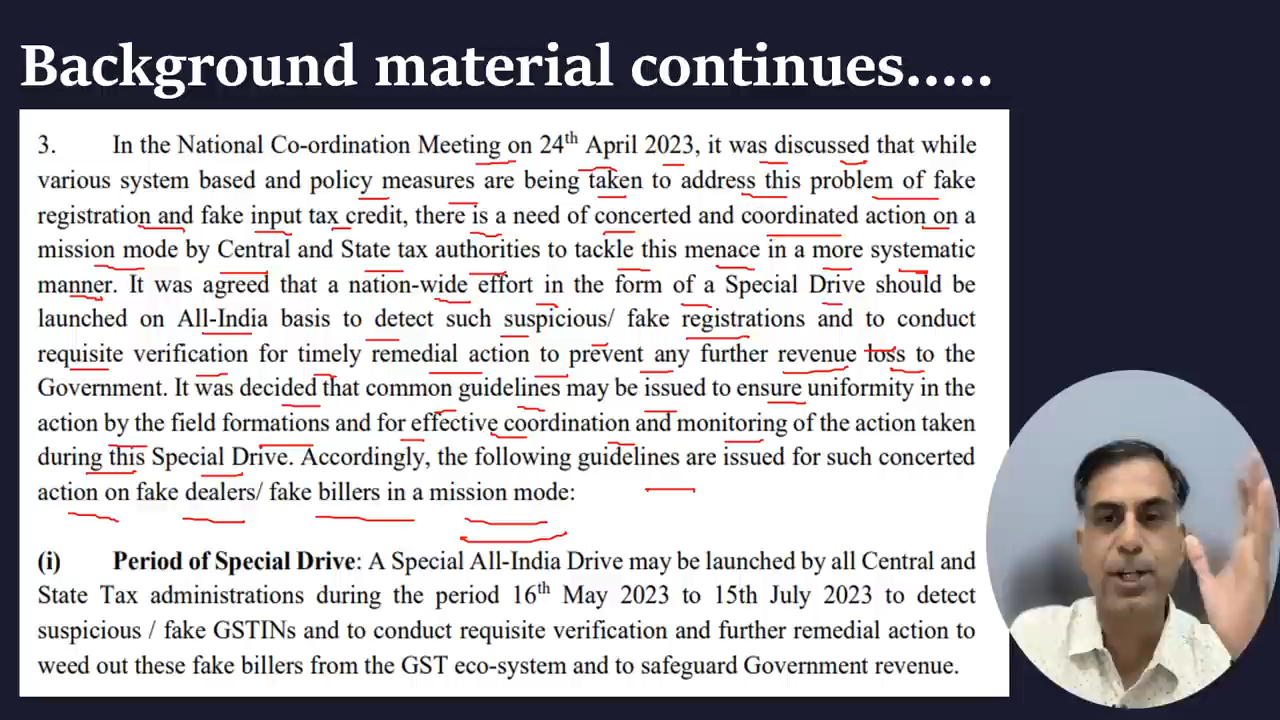 Background material continues.....
3. In the National Co-ordination Meeting on 24th April 2023, it was discussed that while
various system based and policy measures are being taken to address this problem of fake
registration and fake input tax credit, there is a need of concerted and coordinated action on a
mission mode by Central and State tax authorities to tackle this menace in a more systematic
manner. It was agreed that a nation-wide effort in the form of a Special Drive should be
launched on All-India basis to detect such suspicious/ fake registrations and to conduct
requisite verification for timely remedial action to prevent any further revenue loss to the
Government. It was decided that common guidelines may be issued to ensure uniformity in the
action by the field formations and for effective coordination and monitoring of the action taken
during this Special Drive. Accordingly, the following guidelines are issued for such concerted
action on fake dealers/ fake billers in a mission mode:
(i) Period of Special Drive: A Special All-India Drive may be launched by all Central and
State Tax administrations during the period 16th May 2023 to 15th July 2023 to detect
suspicious / fake GSTINs and to conduct requisite verification and further remedial action to
weed out these fake billers from the GST eco-system and to safeguard Government revenue.